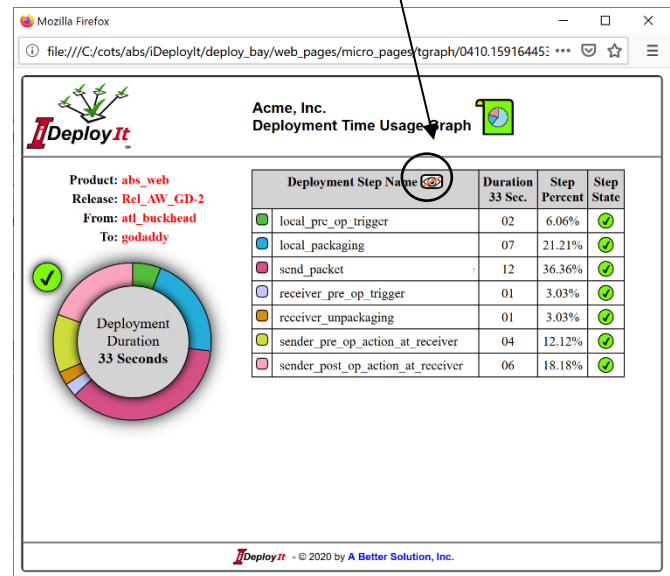 Mozilla Firefox
file:///C:/cots/abs/iDeployIt/deploy_bay/web_pages/micro_pages/tgraph/0410.15916445
IDeployIt
Acme, Inc.
Deployment Time Usage Graph
Product: abs_web
Release: Rel_AW_GD-2
From: atl_buckhead
To: godaddy
Deployment
Duration
33 Seconds
Deployment Step Name Duration 33 Sec. Step Percent Step State
local_pre_op_trigger 02 6.06%
local_packaging 07 21.21%
send_packet : 12 36.36%
receiver_pre_op_trigger 01 3.03%
receiver_unpackaging 01 3.03%
sender_pre_op_action_at_receiver 04 12.12%
sender_post_op_action_at_receiver 06 18.18%
IDeployIt - © 2020 by A Better Solution, Inc.